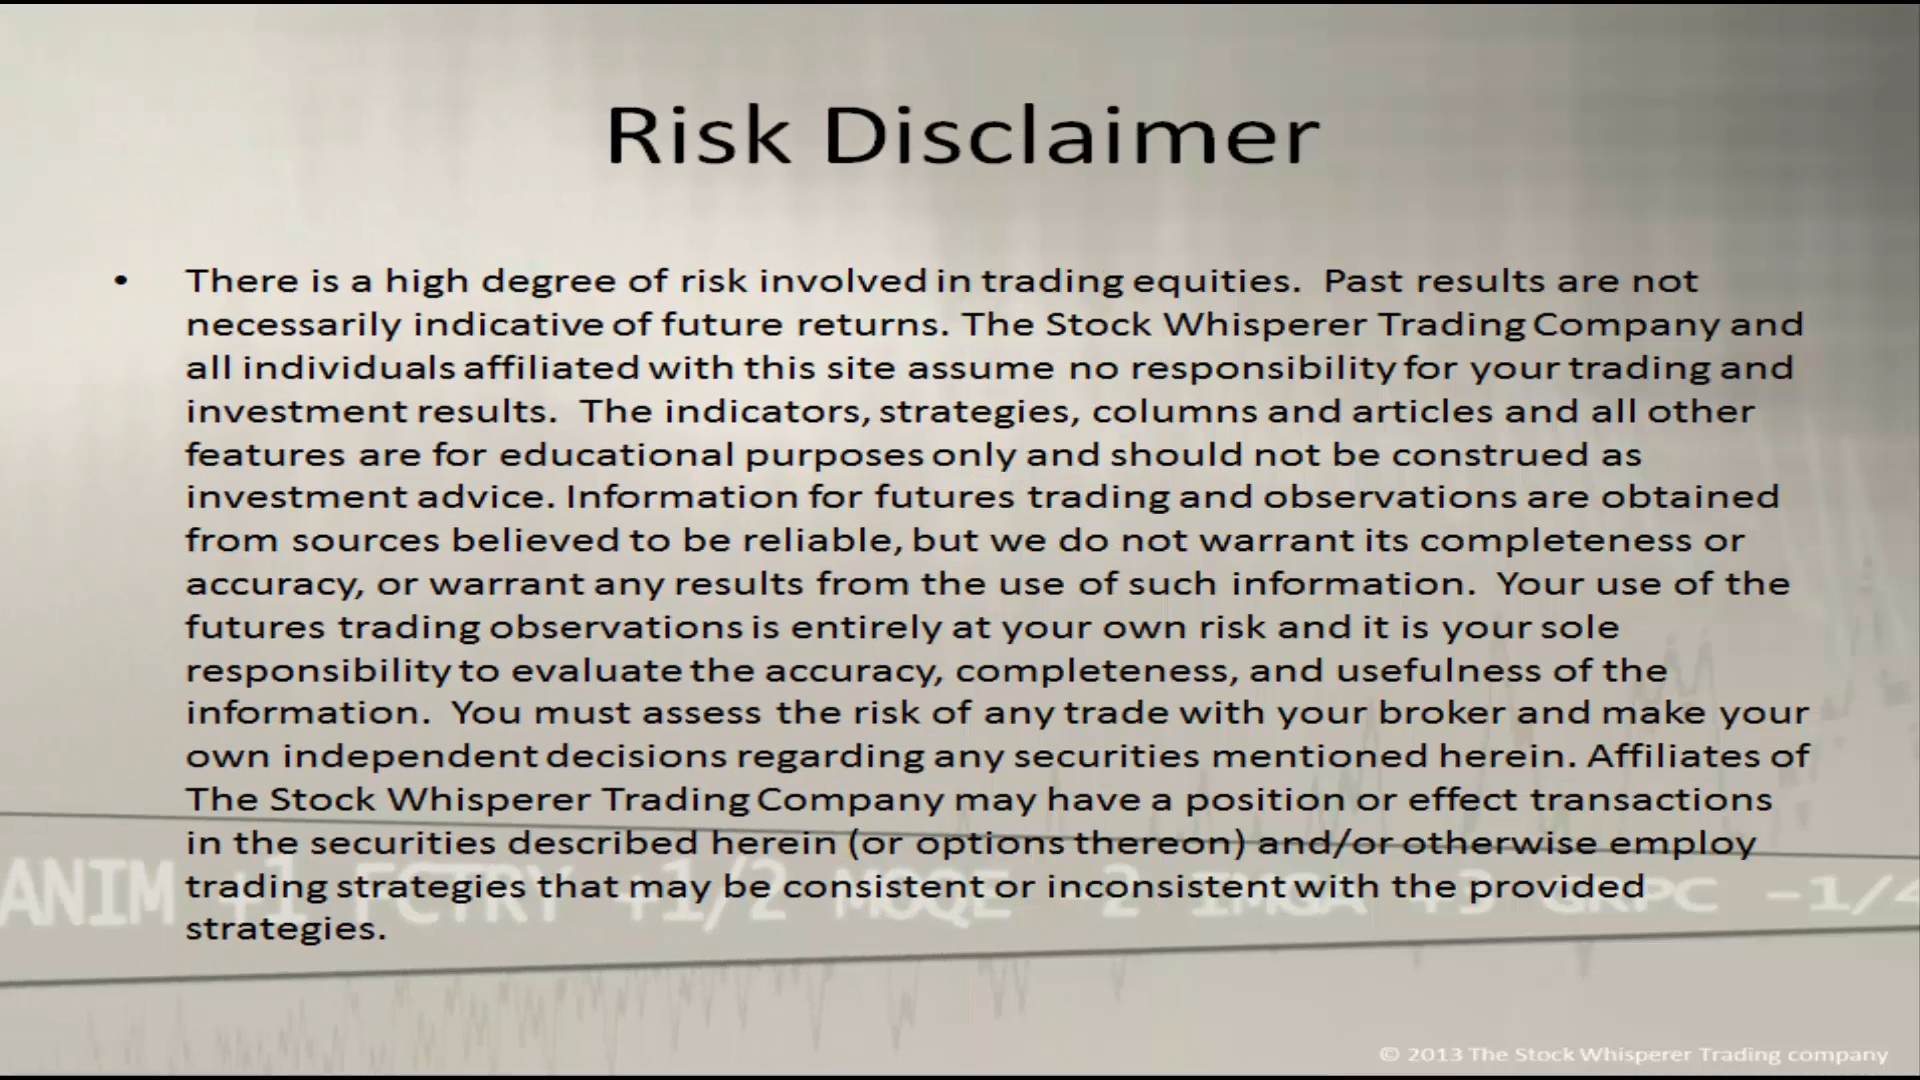 Risk Disclaimer
• There is a high degree of risk involved in trading equities. Past results are not
necessarily indicative of future returns. The Stock Whisperer Trading Company and
all individuals affiliated with this site assume no responsibility for your trading and
investment results. The indicators, strategies, columns and articles and all other
features are for educational purposes only and should not be construed as
investment advice. Information for futures trading and observations are obtained
from sources believed to be reliable, but we do not warrant its completeness or
accuracy, or warrant any results from the use of such information. Your use of the
futures trading observations is entirely at your own risk and it is your sole
responsibility to evaluate the accuracy, completeness, and usefulness of the
information. You must assess the risk of any trade with your broker and make your
own independent decisions regarding any securities mentioned herein. Affiliates of
The Stock Whisperer Trading Company may have a position or effect transactions
in the securities described herein (or options thereon) and/or otherwise employ
trading strategies that may be consistent or inconsistent with the provided
strategies.
ANIM +1 FCTRY +1/2 MOQE -2 IMGA +3 GRPC -1/4
© 2013 The Stock Whisperer Trading company